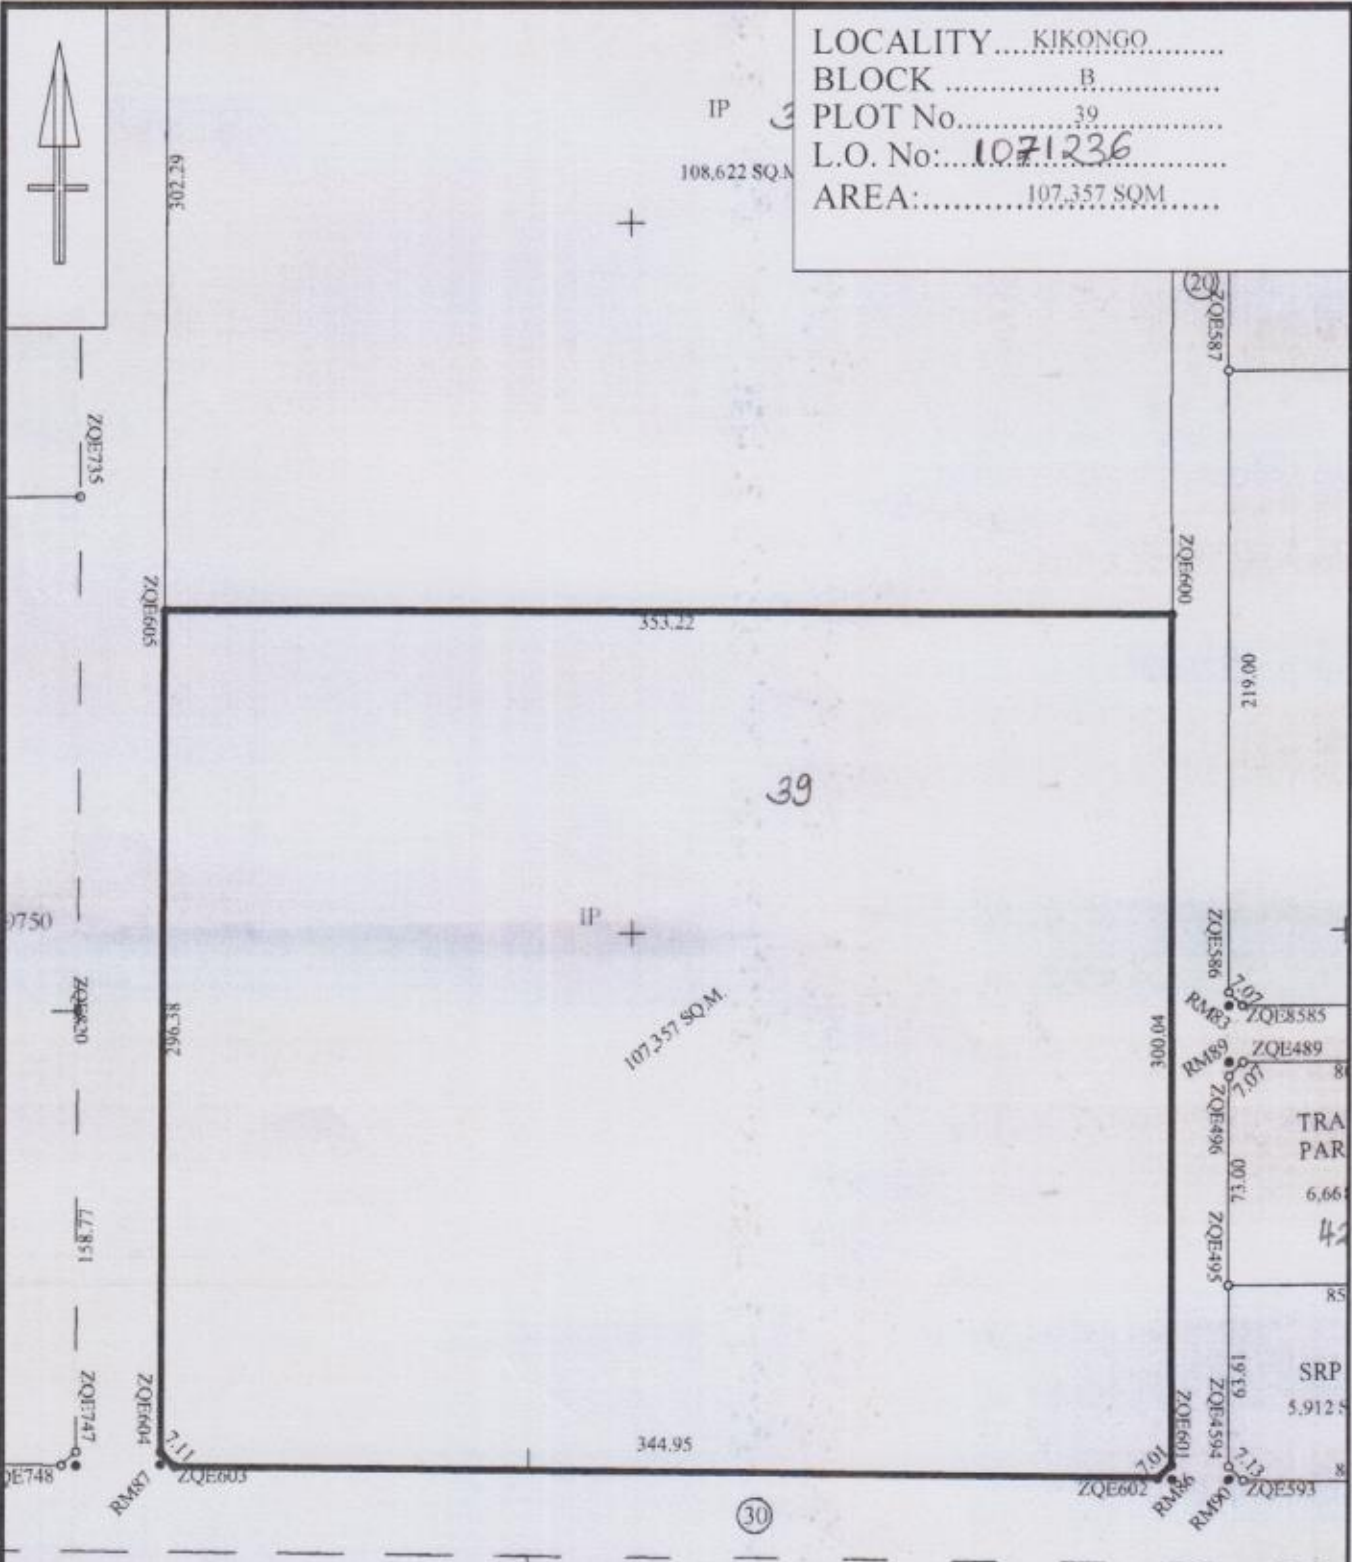 LOCALITY....KIKONGO..........
BLOCK ..............B...............
PLOT No..............39..............
L.O. No:...1071236..............
AREA:.............107,357 SQM.......
IP
108,622 SQ.M
302.29
20
ZQE587
ZQE735
ZQE605
353.22
ZQE600
219.00
39
9750
IP
107,357 SQ.M.
ZQE586
7.07
RM83
ZQE8585
RM89
ZQE489
7.07
ZQE496
296.38
300.04
TRA
PAR
73.00
ZQE495
42
85
158.77
63.61
SRP
5,912 S
ZQE747
ZQE604
7.11
344.95
ZQE601
ZQE4594
7.01
7.13
QE748
RM87
ZQE603
ZQE602
RM86
RM90
ZQE593
30